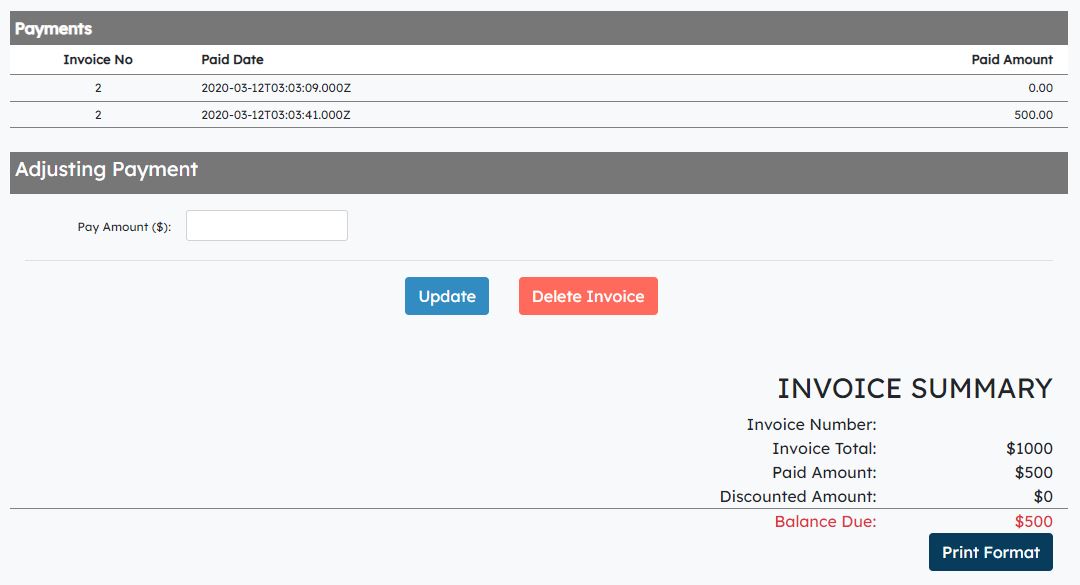 Payments
Invoice No Paid Date Paid Amount
2 2020-03-12T03:03:09.000Z 0.00
2 2020-03-12T03:03:41.000Z 500.00
Adjusting Payment
Pay Amount ($):
Update Delete Invoice
INVOICE SUMMARY
Invoice Number:
Invoice Total: $1000
Paid Amount: $500
Discounted Amount: $0
Balance Due: $500
Print Format